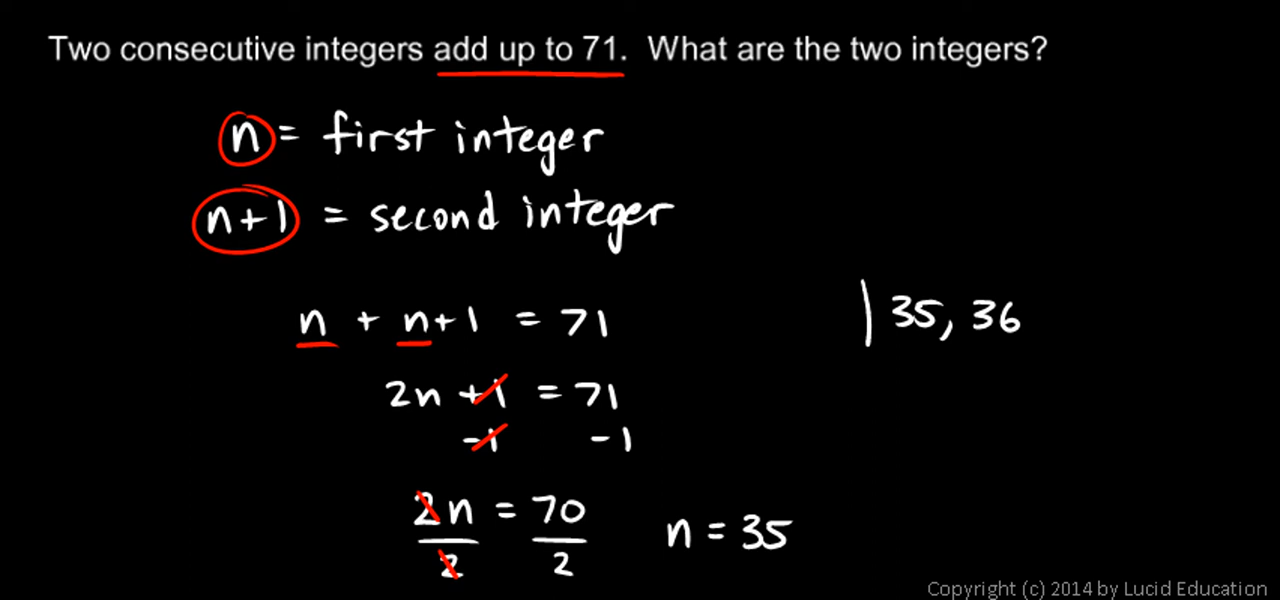 Two consecutive integers add up to 71. What are the two integers?
n = first integer
n+1 = second integer
n + n+1 = 71
35, 36
2n +1 = 71
-1 -1
2n = 70
2 2
n = 35
Copyright (c) 2014 by Lucid Education